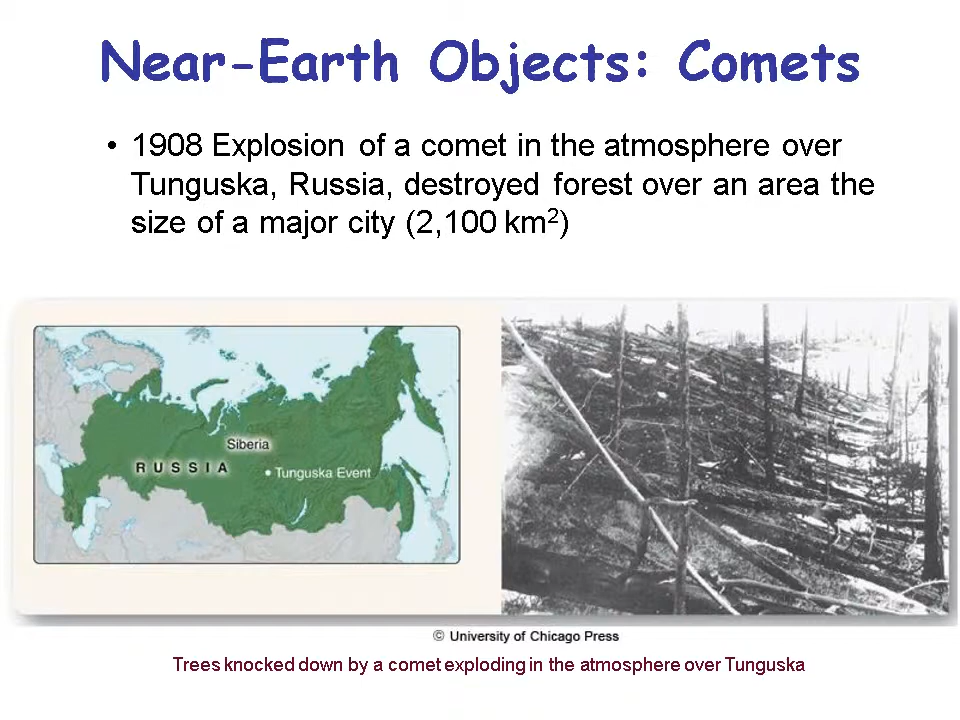 Near-Earth Objects: Comets
• 1908 Explosion of a comet in the atmosphere over
Tunguska, Russia, destroyed forest over an area the
size of a major city (2,100 km²)
Siberia
RUSSIA
Tunguska Event
© University of Chicago Press
Trees knocked down by a comet exploding in the atmosphere over Tunguska